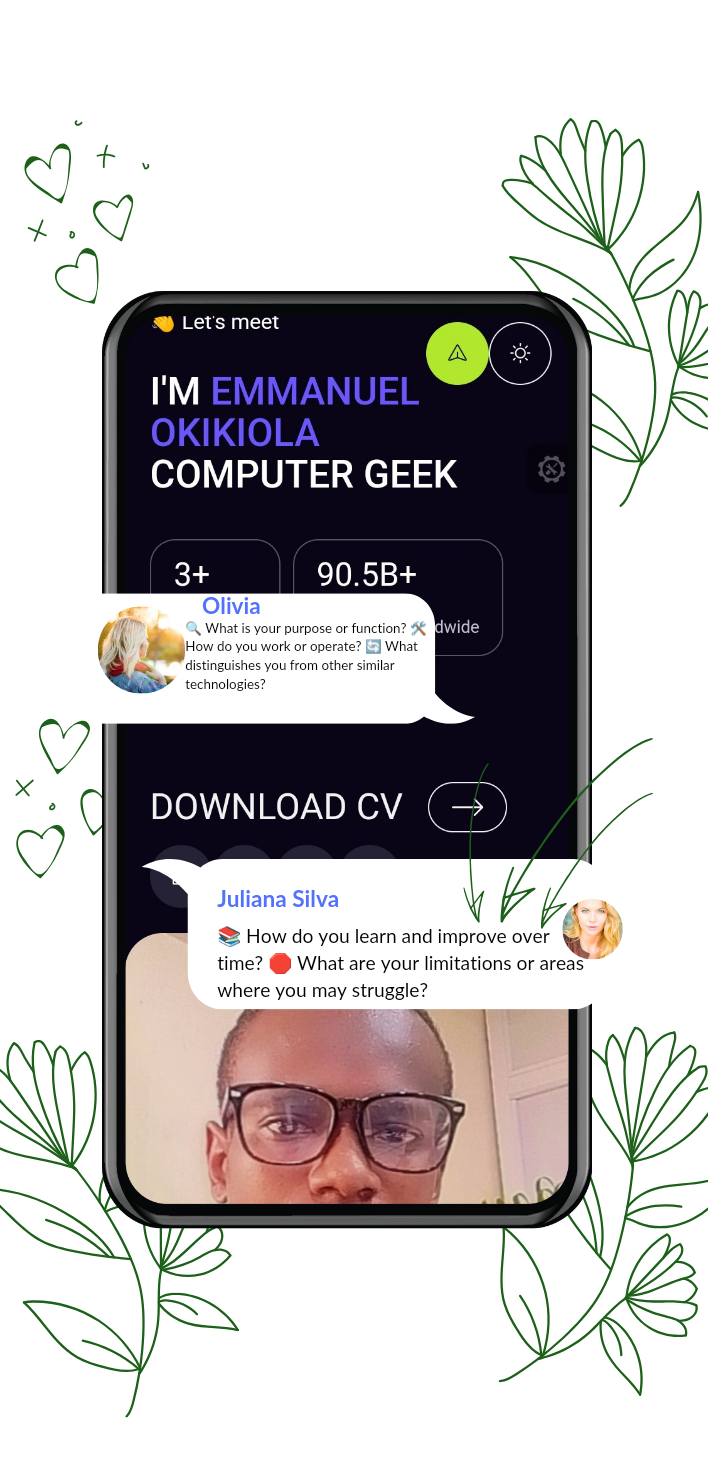 🤏 Let's meet
I'M EMMANUEL
OKIKIOLA
COMPUTER GEEK
3+
90.5B+
Olivia
🔍 What is your purpose or function? 🛠️
How do you work or operate? 🔄 What
distinguishes you from other similar
technologies?
DOWNLOAD CV
Juliana Silva
📚 How do you learn and improve over
time? 🛑 What are your limitations or areas
where you may struggle?